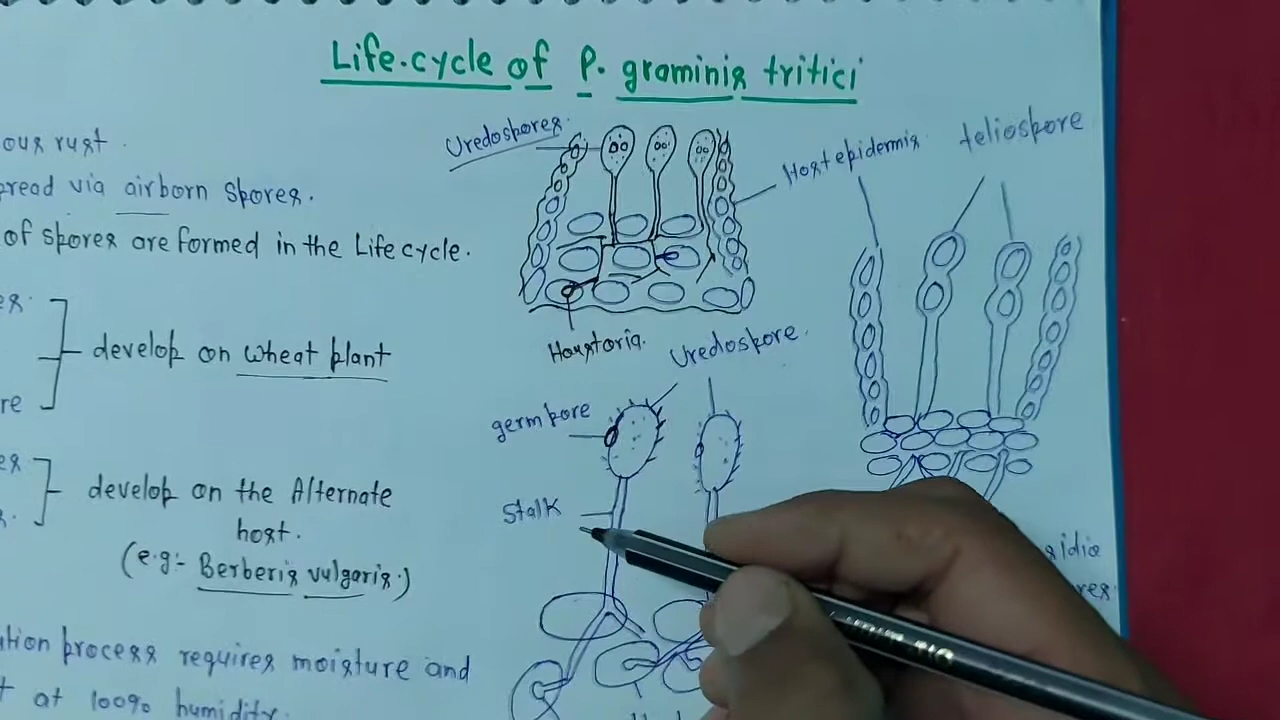 Life.cycle of P. graminis tritici
ous rust.
read via airborn spores.
of spores are formed in the Life cycle.
develop on wheat plant
re
develop on the Alternate
host.
(e.g:- Berberis vulgaris.)
tion process requires moisture and
t at 100% humidity.
Uredospores.
Host epidermis
teliospore
Haustoria.
Uredospore.
germ pore
Stalk
idia
res.